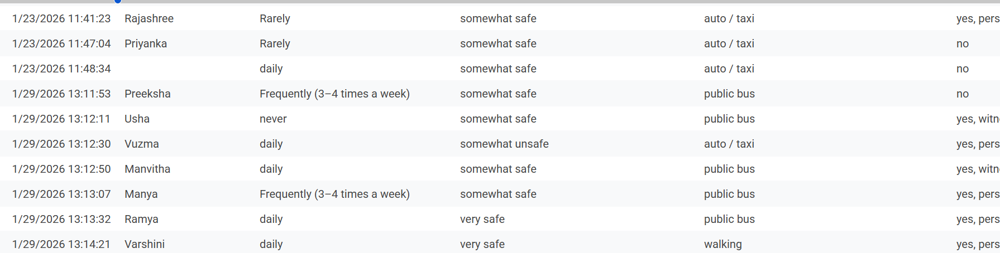 1/23/2026 11:41:23 Rajashree Rarely somewhat safe auto / taxi yes, pers
1/23/2026 11:47:04 Priyanka Rarely somewhat safe auto / taxi no
1/23/2026 11:48:34 daily somewhat safe auto / taxi no
1/29/2026 13:11:53 Preeksha Frequently (3–4 times a week) somewhat safe public bus no
1/29/2026 13:12:11 Usha never somewhat safe public bus yes, witn
1/29/2026 13:12:30 Vuzma daily somewhat unsafe auto / taxi yes, pers
1/29/2026 13:12:50 Manvitha daily somewhat safe public bus yes, witn
1/29/2026 13:13:07 Manya Frequently (3–4 times a week) somewhat safe public bus yes, pers
1/29/2026 13:13:32 Ramya daily very safe public bus yes, pers
1/29/2026 13:14:21 Varshini daily very safe walking yes, pers